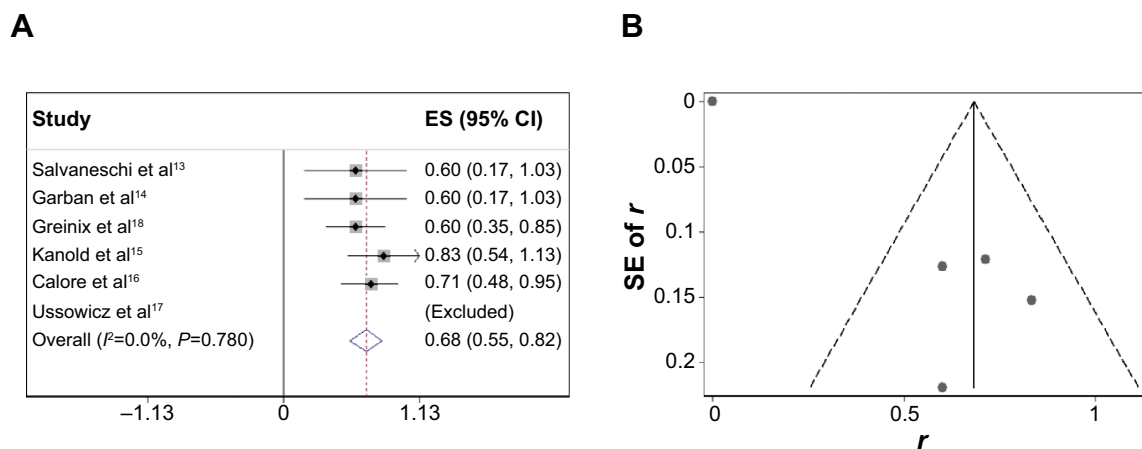 A
Study ES (95% CI)
Salvaneschi et al¹³ 0.60 (0.17, 1.03)
Garban et al¹⁴ 0.60 (0.17, 1.03)
Greinix et al¹⁸ 0.60 (0.35, 0.85)
Kanold et al¹⁵ 0.83 (0.54, 1.13)
Calore et al¹⁶ 0.71 (0.48, 0.95)
Ussowicz et al¹⁷ (Excluded)
Overall (I²=0.0%, P=0.780) 0.68 (0.55, 0.82)
–1.13 0 1.13
B
SE of r
0
0.05
0.1
0.15
0.2
0 0.5 1
r